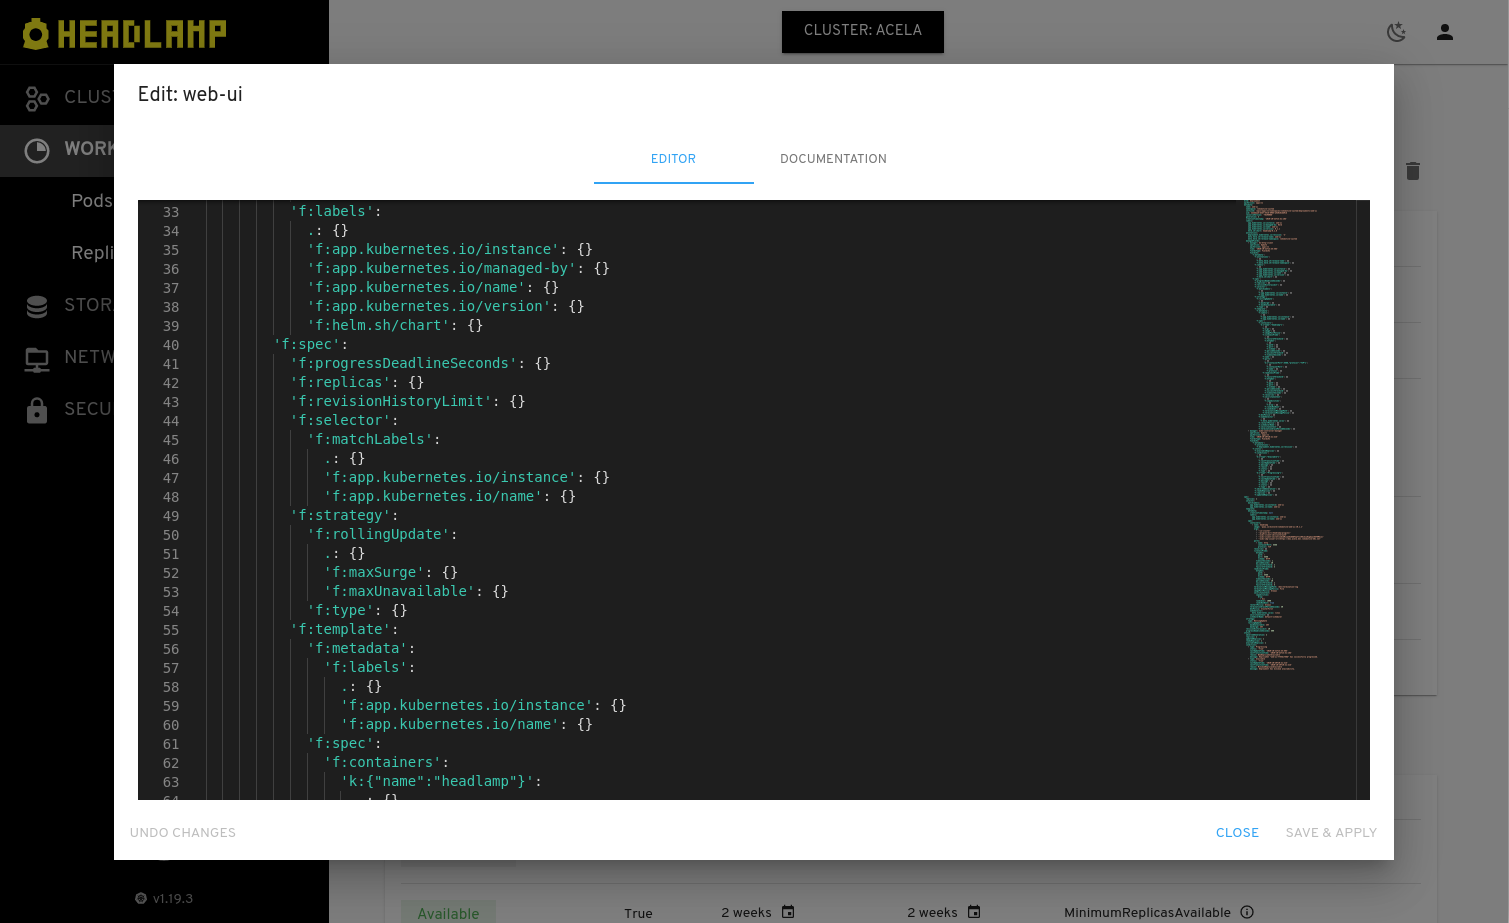 HEADLAMP
CLUSTER: ACELA
CLUST
WORK
Pods
Repli
STOR
NETW
SECU
v1.19.3
Edit: web-ui
EDITOR
DOCUMENTATION
33 'f:labels':
34 .: {}
35 'f:app.kubernetes.io/instance': {}
36 'f:app.kubernetes.io/managed-by': {}
37 'f:app.kubernetes.io/name': {}
38 'f:app.kubernetes.io/version': {}
39 'f:helm.sh/chart': {}
40 'f:spec':
41 'f:progressDeadlineSeconds': {}
42 'f:replicas': {}
43 'f:revisionHistoryLimit': {}
44 'f:selector':
45 'f:matchLabels':
46 .: {}
47 'f:app.kubernetes.io/instance': {}
48 'f:app.kubernetes.io/name': {}
49 'f:strategy':
50 'f:rollingUpdate':
51 .: {}
52 'f:maxSurge': {}
53 'f:maxUnavailable': {}
54 'f:type': {}
55 'f:template':
56 'f:metadata':
57 'f:labels':
58 .: {}
59 'f:app.kubernetes.io/instance': {}
60 'f:app.kubernetes.io/name': {}
61 'f:spec':
62 'f:containers':
63 'k:{"name":"headlamp"}':
64 .: {}
UNDO CHANGES
CLOSE
SAVE & APPLY
Available
True
2 weeks
2 weeks
MinimumReplicasAvailable